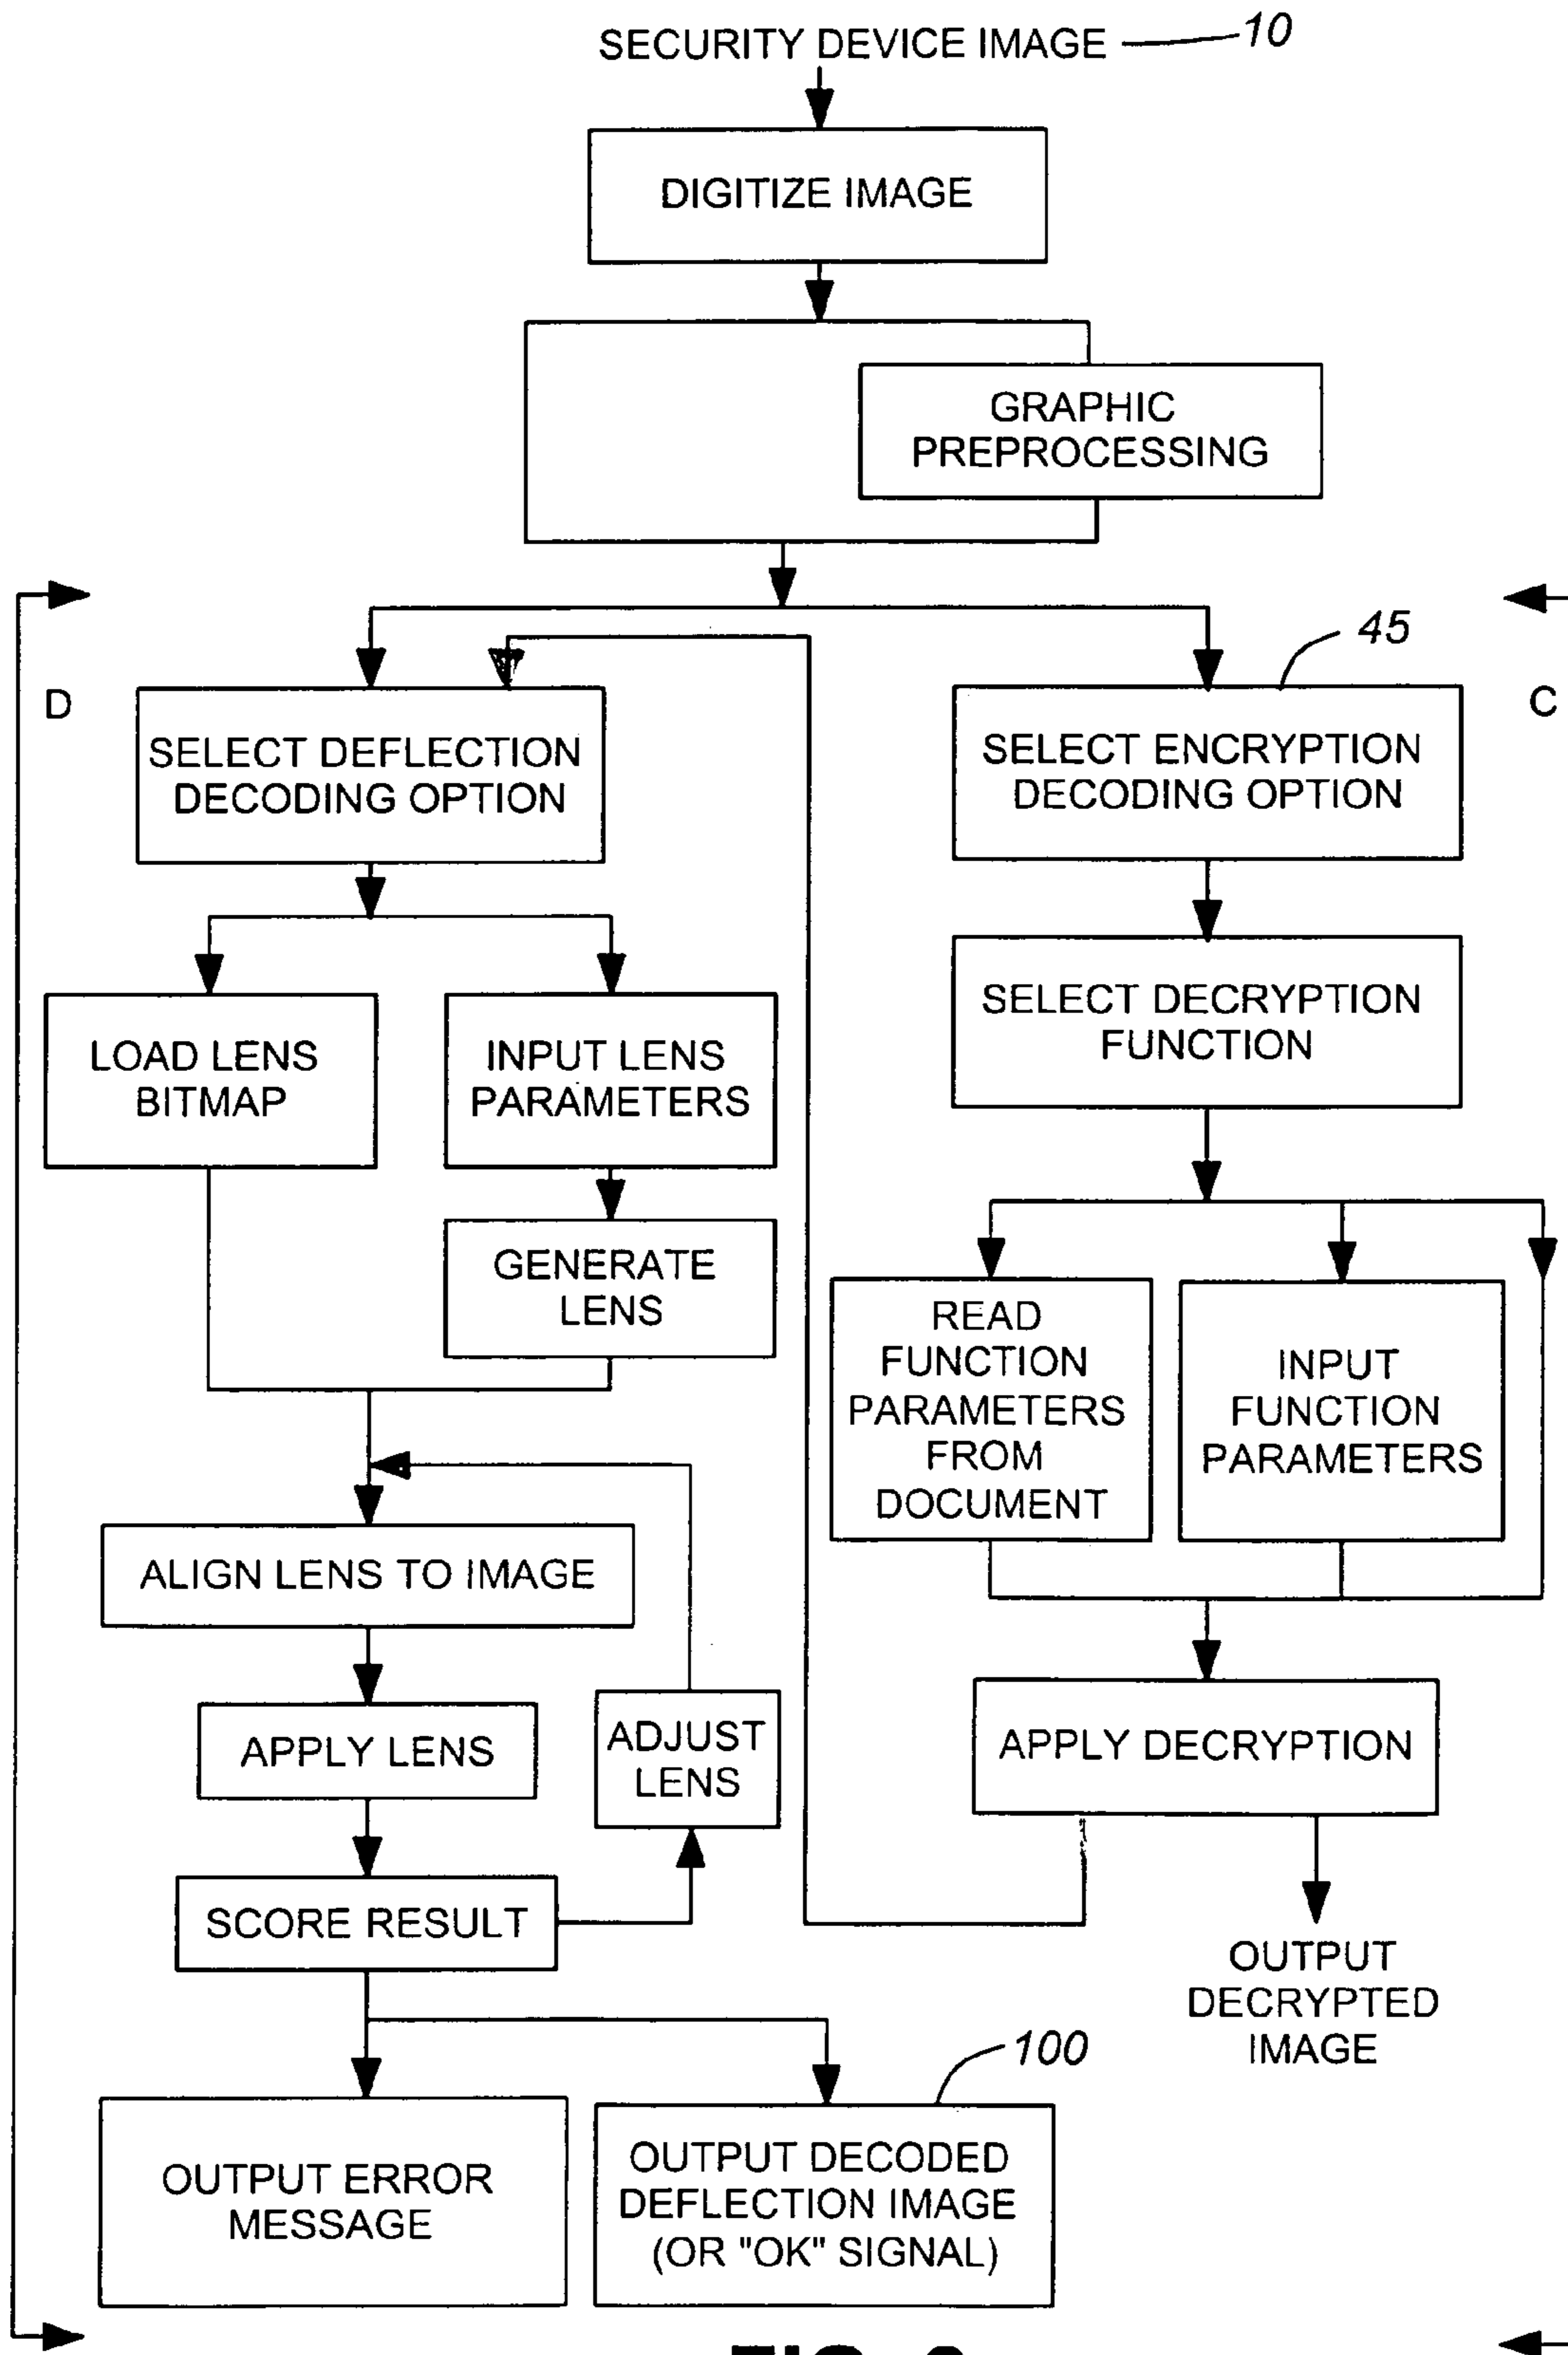 SECURITY DEVICE IMAGE 10
DIGITIZE IMAGE
GRAPHIC
PREPROCESSING
45
D
C
SELECT DEFLECTION
DECODING OPTION
SELECT ENCRYPTION
DECODING OPTION
SELECT DECRYPTION
FUNCTION
LOAD LENS
BITMAP
INPUT LENS
PARAMETERS
GENERATE
LENS
READ
FUNCTION
PARAMETERS
FROM
DOCUMENT
INPUT
FUNCTION
PARAMETERS
ALIGN LENS TO IMAGE
APPLY LENS
ADJUST
LENS
APPLY DECRYPTION
SCORE RESULT
OUTPUT
DECRYPTED
IMAGE
100
OUTPUT ERROR
MESSAGE
OUTPUT DECODED
DEFLECTION IMAGE
(OR "OK" SIGNAL)